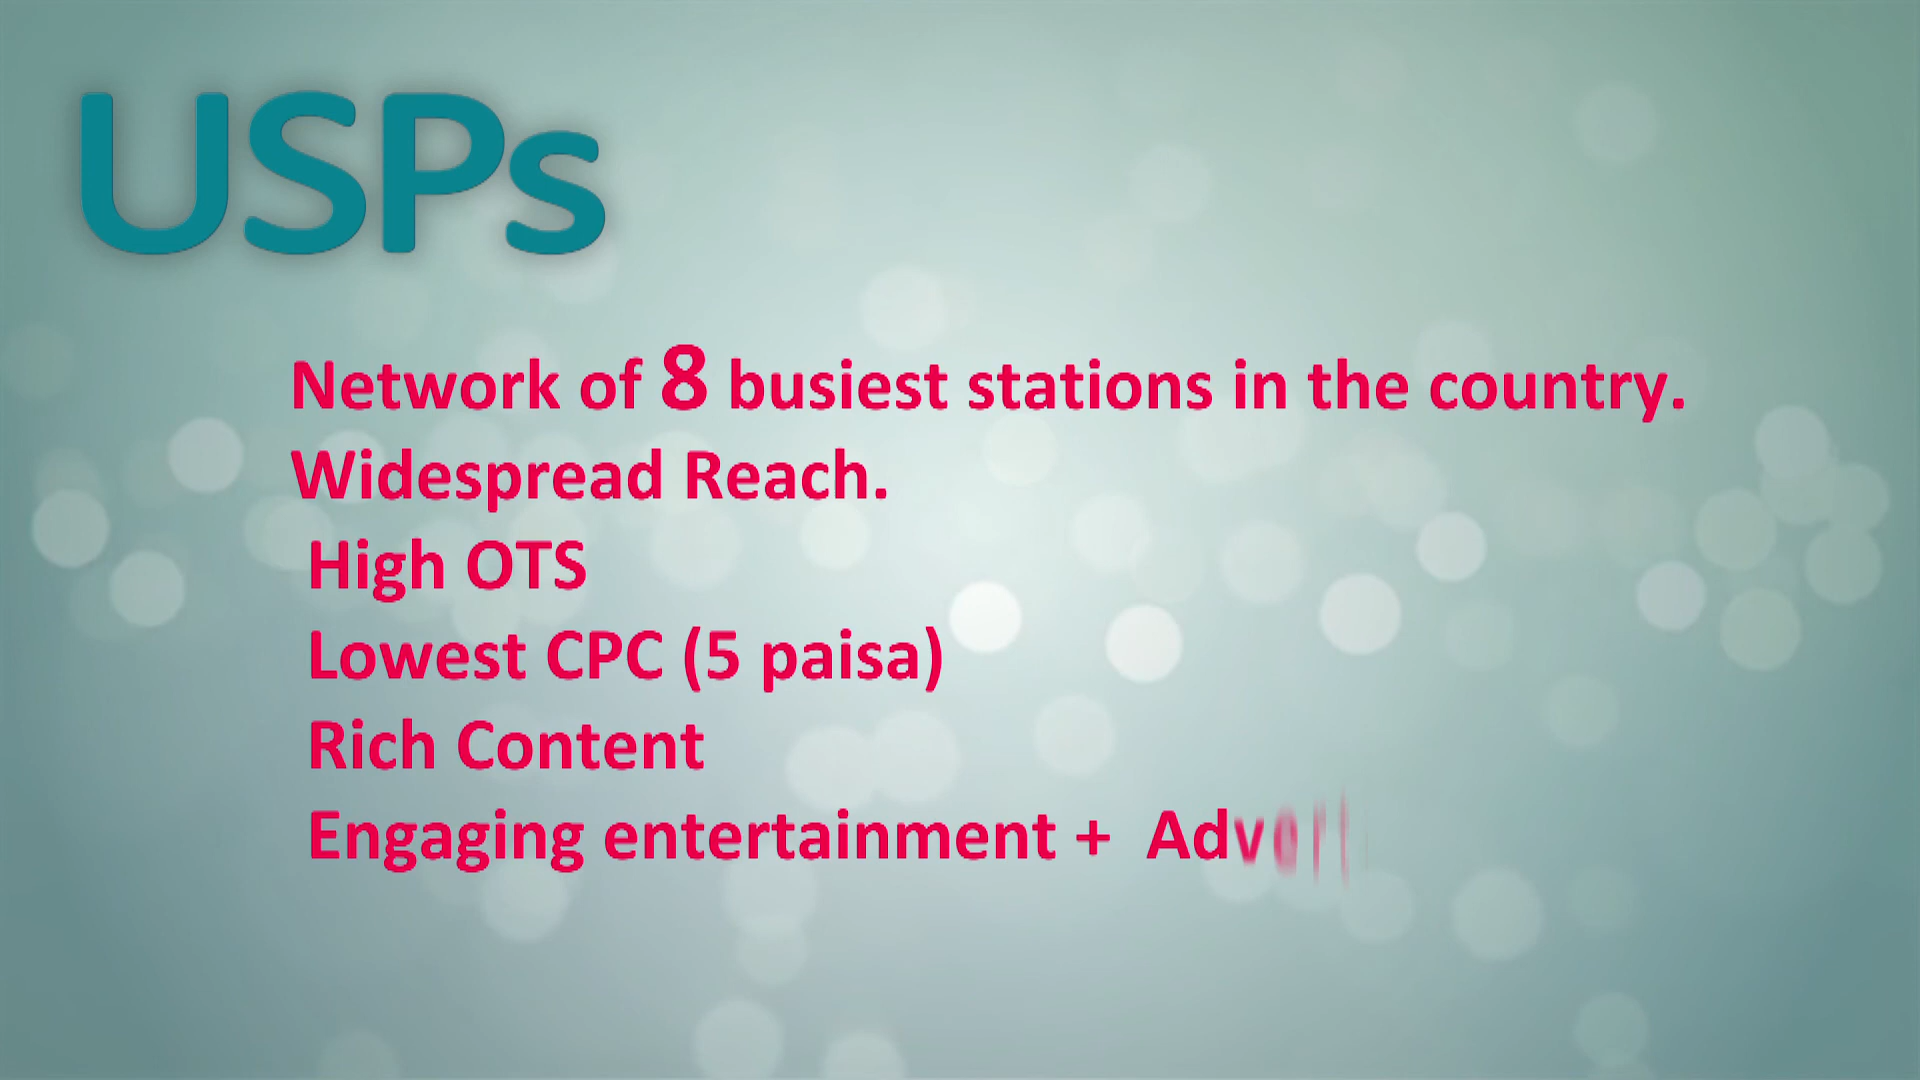 USPs
Network of 8 busiest stations in the country.
Widespread Reach.
High OTS
Lowest CPC (5 paisa)
Rich Content
Engaging entertainment + Advert